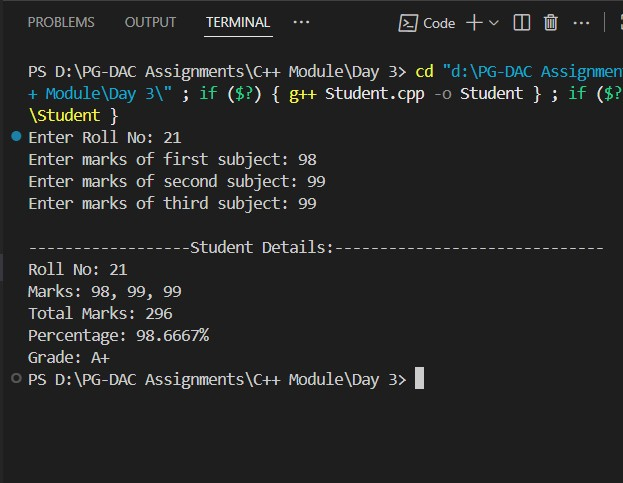 PROBLEMS OUTPUT TERMINAL ... Code
PS D:\PG-DAC Assignments\C++ Module\Day 3> cd "d:\PG-DAC Assignmen
+ Module\Day 3\" ; if ($?) { g++ Student.cpp -o Student } ; if ($?
\Student }
Enter Roll No: 21
Enter marks of first subject: 98
Enter marks of second subject: 99
Enter marks of third subject: 99
------------------Student Details:------------------------------
Roll No: 21
Marks: 98, 99, 99
Total Marks: 296
Percentage: 98.6667%
Grade: A+
PS D:\PG-DAC Assignments\C++ Module\Day 3>